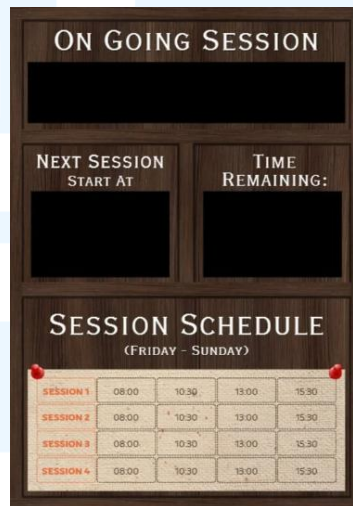 ON GOING SESSION
NEXT SESSION
START AT
TIME
REMAINING:
SESSION SCHEDULE
(FRIDAY - SUNDAY)
SESSION 1 08:00 10:30 13:00 15:30
SESSION 2 08:00 10:30 13:00 15:30
SESSION 3 08:00 10:30 13:00 15:30
SESSION 4 08:00 10:30 13:00 15:30